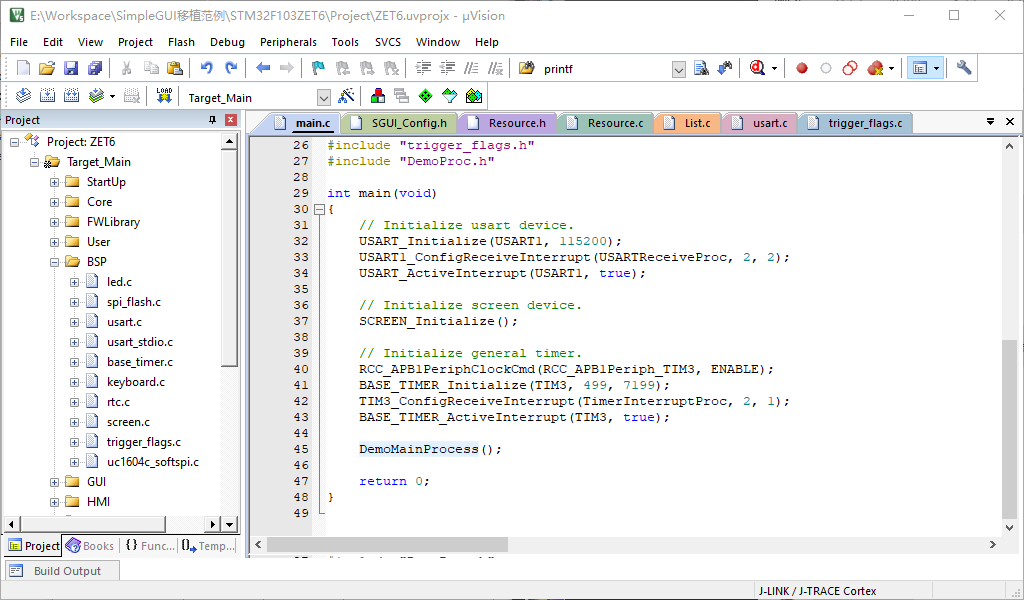 E:\Workspace\SimpleGUI移植范例\STM32F103ZET6\Project\ZET6.uvprojx - µVision
File Edit View Project Flash Debug Peripherals Tools SVCS Window Help
printf
LOAD Target_Main
Project
main.c SGUI_Config.h Resource.h Resource.c List.c usart.c trigger_flags.c
Project: ZET6
Target_Main
StartUp
Core
FWLibrary
User
BSP
led.c
spi_flash.c
usart.c
usart_stdio.c
base_timer.c
keyboard.c
rtc.c
screen.c
trigger_flags.c
uc1604c_softspi.c
GUI
HMI
26 #include "trigger_flags.h"
27 #include "DemoProc.h"
28
29 int main(void)
30 {
31 // Initialize usart device.
32 USART_Initialize(USART1, 115200);
33 USART1_ConfigReceiveInterrupt(USARTReceiveProc, 2, 2);
34 USART_ActiveInterrupt(USART1, true);
35
36 // Initialize screen device.
37 SCREEN_Initialize();
38
39 // Initialize general timer.
40 RCC_APB1PeriphClockCmd(RCC_APB1Periph_TIM3, ENABLE);
41 BASE_TIMER_Initialize(TIM3, 499, 7199);
42 TIM3_ConfigReceiveInterrupt(TimerInterruptProc, 2, 1);
43 BASE_TIMER_ActiveInterrupt(TIM3, true);
44
45 DemoMainProcess();
46
47 return 0;
48 }
49
Project Books {} Func... Temp...
Build Output
J-LINK / J-TRACE Cortex